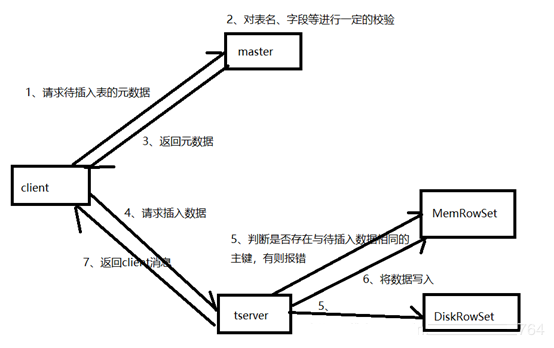 2、对表名、字段等进行一定的校验
master
1、请求待插入表的元数据
3、返回元数据
client
4、请求插入数据
MemRowSet
5、判断是否存在与待插入数据相同的
主键，有则报错
7、返回client消息
6、将数据写入
tserver
5、
DiskRowSet